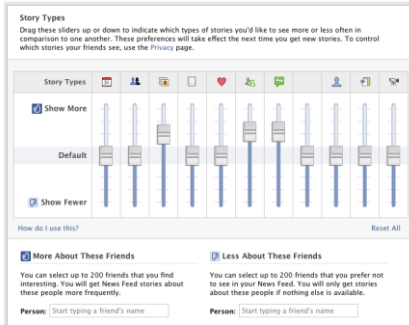 Story Types
Drag these sliders up or down to indicate which types of stories you'd like to see more or less often in
comparison to one another. These preferences will take effect the next time you get new stories. To control
which stories your friends see, use the Privacy page.
Story Types
31
Show More
Default
Show Fewer
How do I use this?
Reset All
More About These Friends
You can select up to 200 friends that you find
interesting. You will get News Feed stories about
these people more frequently.
Person: Start typing a friend's name
Less About These Friends
You can select up to 200 friends that you prefer not
to see in your News Feed. You will only get stories
about these people if nothing else is available.
Person: Start typing a friend's name